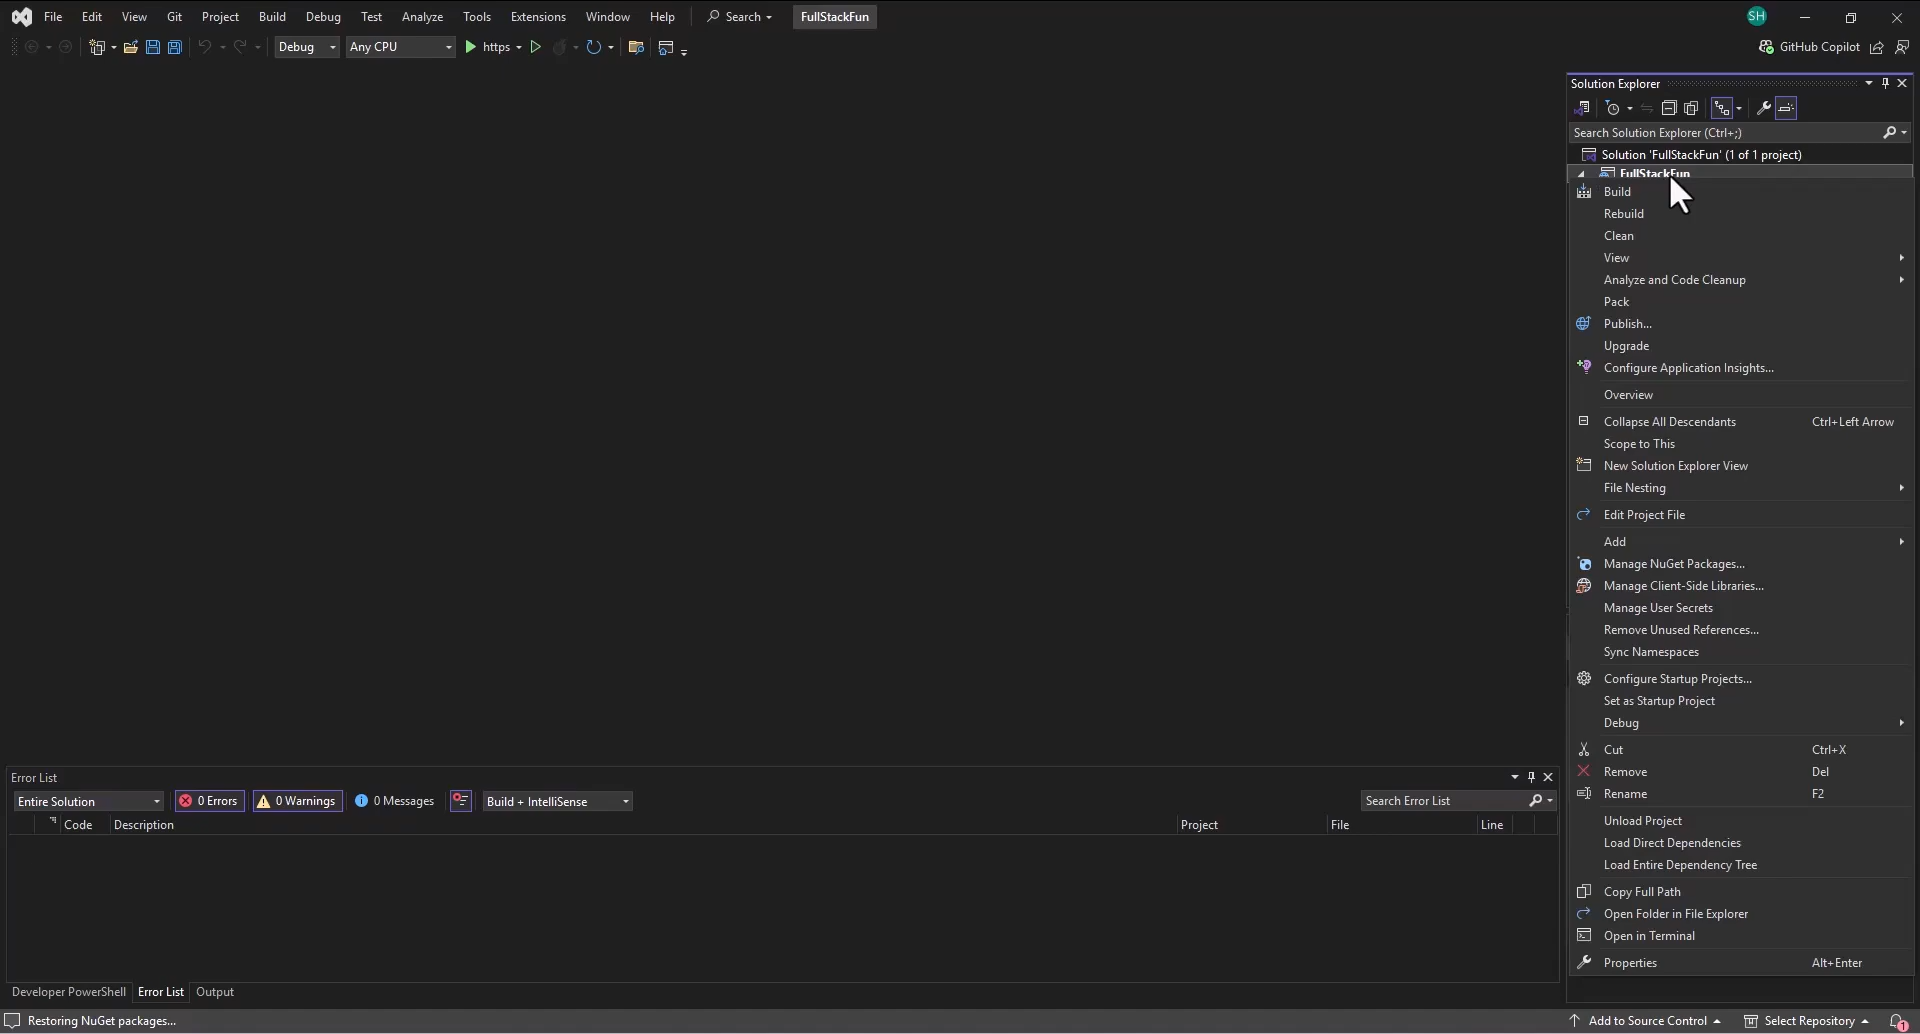 File Edit View Git Project Build Debug Test Analyze Tools Extensions Window Help Search FullStackFun SH
Debug Any CPU https GitHub Copilot
Solution Explorer
Search Solution Explorer (Ctrl+;)
Solution 'FullStackFun' (1 of 1 project)
FullStackFun
Build
Rebuild
Clean
View
Analyze and Code Cleanup
Pack
Publish...
Upgrade
Configure Application Insights...
Overview
Collapse All Descendants Ctrl+Left Arrow
Scope to This
New Solution Explorer View
File Nesting
Edit Project File
Add
Manage NuGet Packages...
Manage Client-Side Libraries...
Manage User Secrets
Remove Unused References...
Sync Namespaces
Configure Startup Projects...
Set as Startup Project
Debug
Cut Ctrl+X
Remove Del
Rename F2
Unload Project
Load Direct Dependencies
Load Entire Dependency Tree
Copy Full Path
Open Folder in File Explorer
Open in Terminal
Properties Alt+Enter
Error List
Entire Solution 0 Errors 0 Warnings 0 Messages Build + IntelliSense Search Error List
Code Description Project File Line
Developer PowerShell Error List Output
Restoring NuGet packages... Add to Source Control Select Repository 1